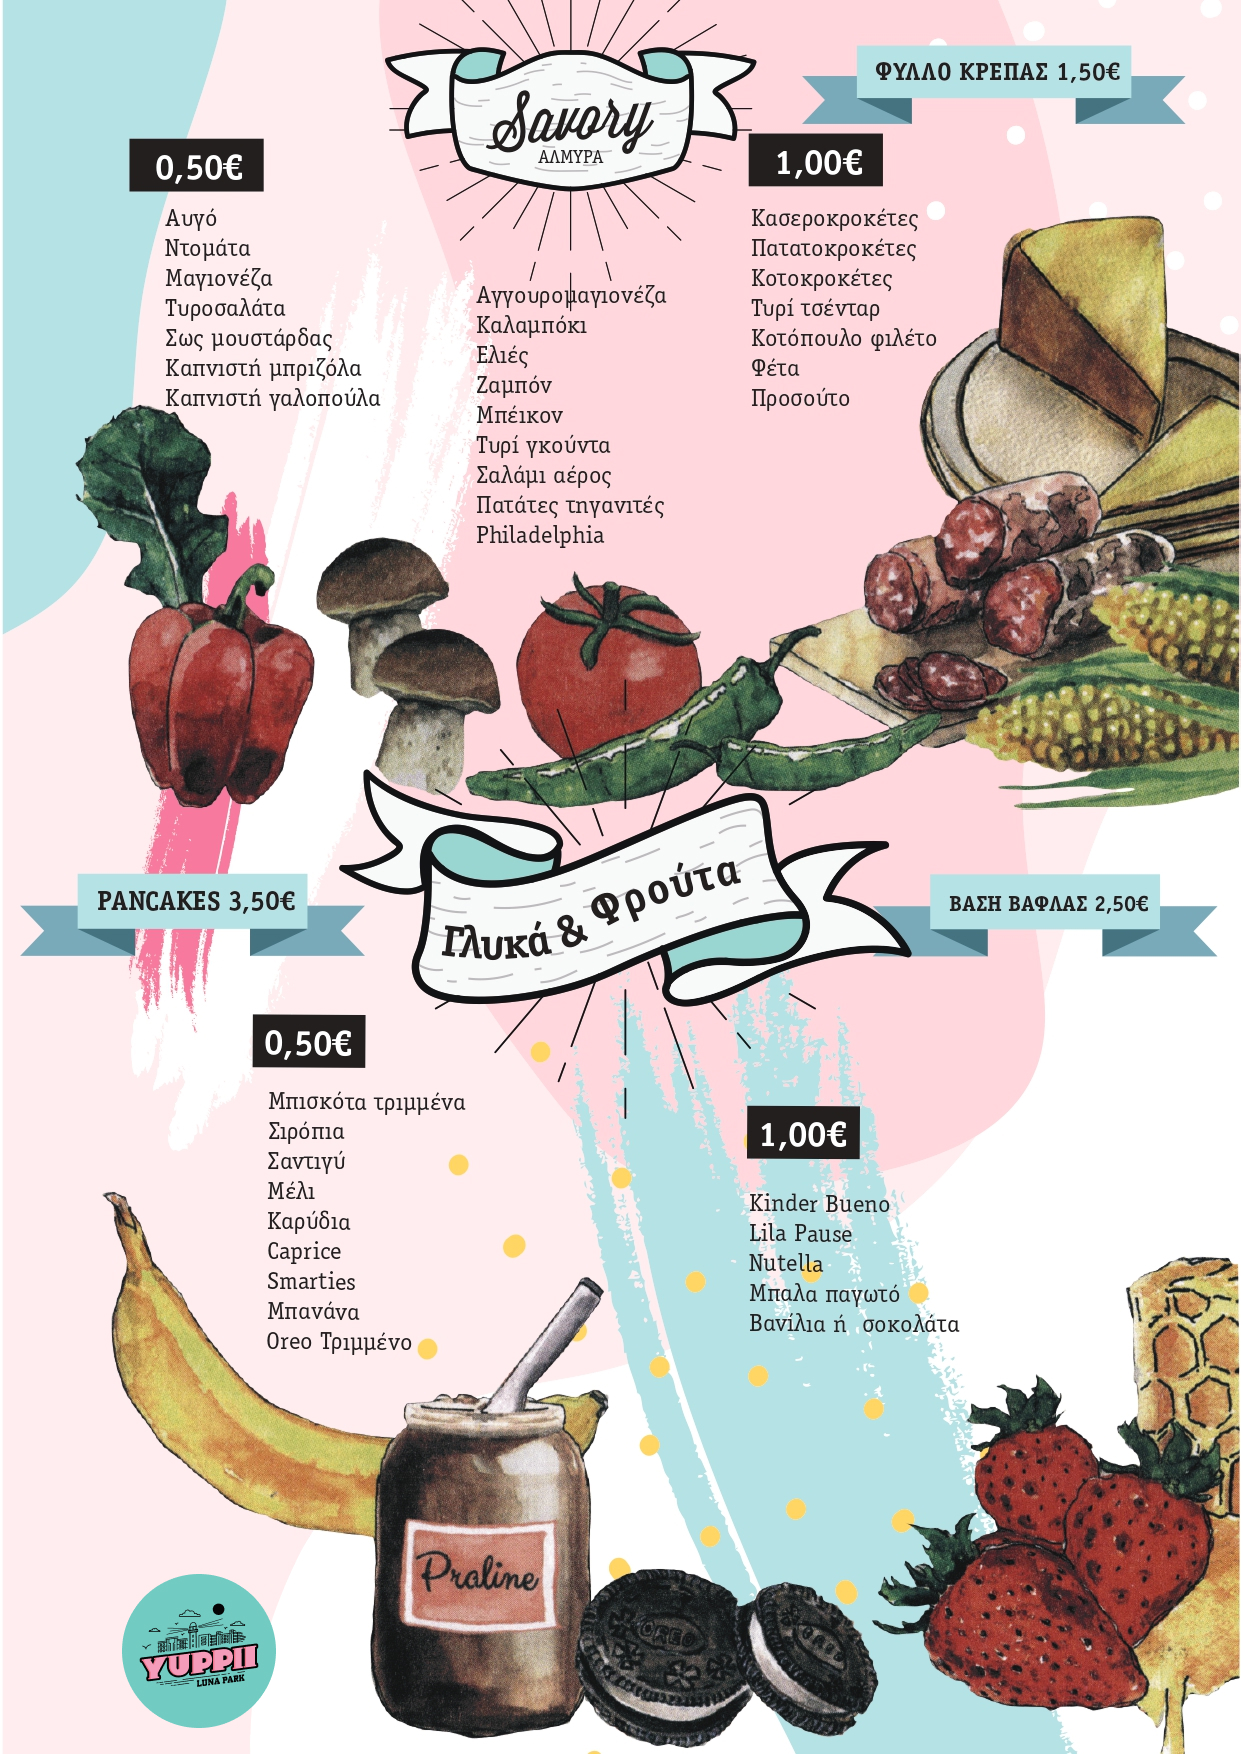 Savory
ΑΛΜΥΡΑ
ΦΥΛΛΟ ΚΡΕΠΑΣ 1,50€
0,50€
Αυγό
Ντομάτα
Μαγιονέζα
Τυροσαλάτα
Σως μουστάρδας
Καπνιστή μπριζόλα
Καπνιστή γαλοπούλα
Αγγουρομαγιονέζα
Καλαμπόκι
Ελιές
Ζαμπόν
Μπέικον
Τυρί γκούντα
Σαλάμι αέρος
Πατάτες τηγανιτές
Philadelphia
1,00€
Κασεροκροκέτες
Πατατοκροκέτες
Κοτοκροκέτες
Τυρί τσένταρ
Κοτόπουλο φιλέτο
Φέτα
Προσούτο
Γλυκά & Φρούτα
PANCAKES 3,50€
ΒΑΣΗ ΒΑΦΛΑΣ 2,50€
0,50€
Μπισκότα τριμμένα
Σιρόπια
Σαντιγύ
Μέλι
Καρύδια
Caprice
Smarties
Μπανάνα
Oreo Τριμμένο
1,00€
Kinder Bueno
Lila Pause
Nutella
Μπαλα παγωτό
Βανίλια ή σοκολάτα
Praline
YUPPII
LUNA PARK